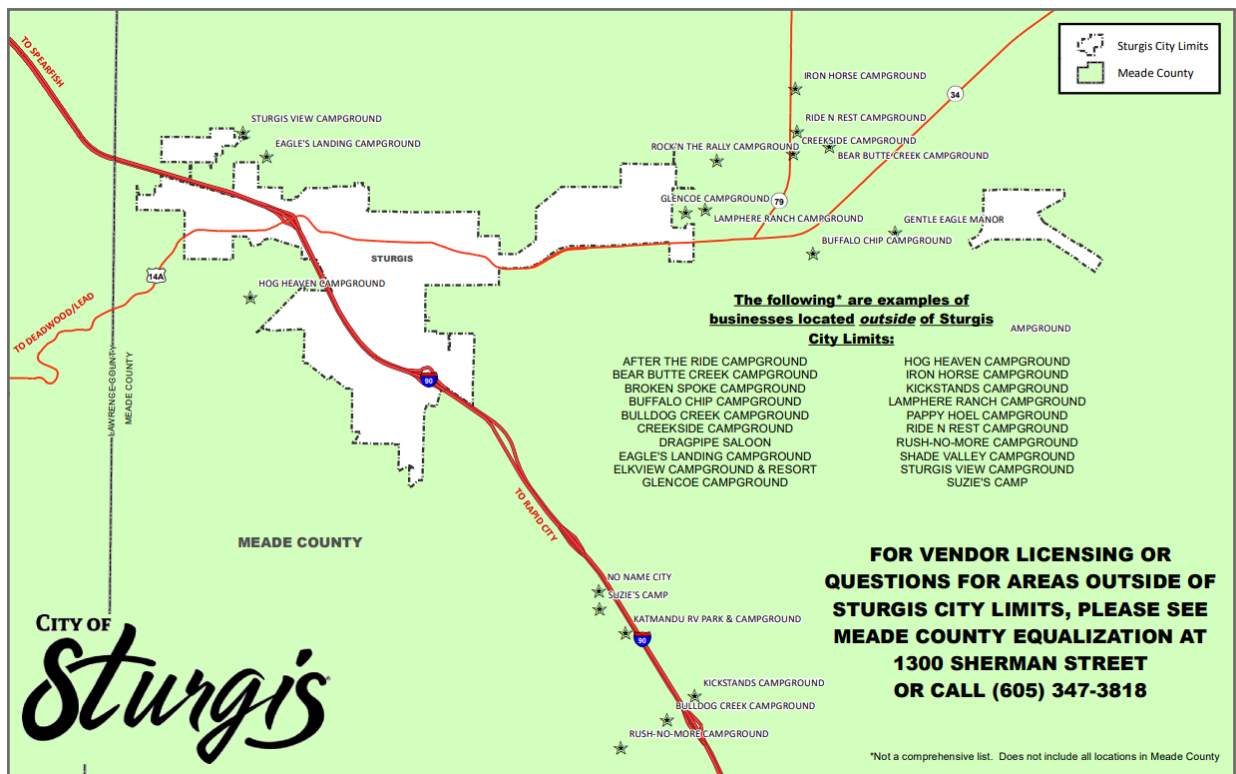 TO SPEARFISH
Sturgis City Limits
Meade County
IRON HORSE CAMPGROUND
34
STURGIS VIEW CAMPGROUND
RIDE N REST CAMPGROUND
EAGLE'S LANDING CAMPGROUND
CREEKSIDE CAMPGROUND
ROCK'N THE RALLY CAMPGROUND
BEAR BUTTE CREEK CAMPGROUND
GLENCOE CAMPGROUND
79
LAMPHERE RANCH CAMPGROUND
GENTLE EAGLE MANOR
BUFFALO CHIP CAMPGROUND
STURGIS
14A
HOG HEAVEN CAMPGROUND
TO DEADWOOD/LEAD
LAWRENCE COUNTY
MEADE COUNTY
90
The following* are examples of
businesses located outside of Sturgis
City Limits:
AMPGROUND
AFTER THE RIDE CAMPGROUND
BEAR BUTTE CREEK CAMPGROUND
BROKEN SPOKE CAMPGROUND
BUFFALO CHIP CAMPGROUND
BULLDOG CREEK CAMPGROUND
CREEKSIDE CAMPGROUND
DRAGPIPE SALOON
EAGLE'S LANDING CAMPGROUND
ELKVIEW CAMPGROUND & RESORT
GLENCOE CAMPGROUND
HOG HEAVEN CAMPGROUND
IRON HORSE CAMPGROUND
KICKSTANDS CAMPGROUND
LAMPHERE RANCH CAMPGROUND
PAPPY HOEL CAMPGROUND
RIDE N REST CAMPGROUND
RUSH-NO-MORE CAMPGROUND
SHADE VALLEY CAMPGROUND
STURGIS VIEW CAMPGROUND
SUZIE'S CAMP
TO RAPID CITY
MEADE COUNTY
NO NAME CITY
SUZIE'S CAMP
KATMANDU RV PARK & CAMPGROUND
90
KICKSTANDS CAMPGROUND
BULLDOG CREEK CAMPGROUND
RUSH-NO-MORE CAMPGROUND
FOR VENDOR LICENSING OR
QUESTIONS FOR AREAS OUTSIDE OF
STURGIS CITY LIMITS, PLEASE SEE
MEADE COUNTY EQUALIZATION AT
1300 SHERMAN STREET
OR CALL (605) 347-3818
CITY OF
Sturgis
*Not a comprehensive list. Does not include all locations in Meade County